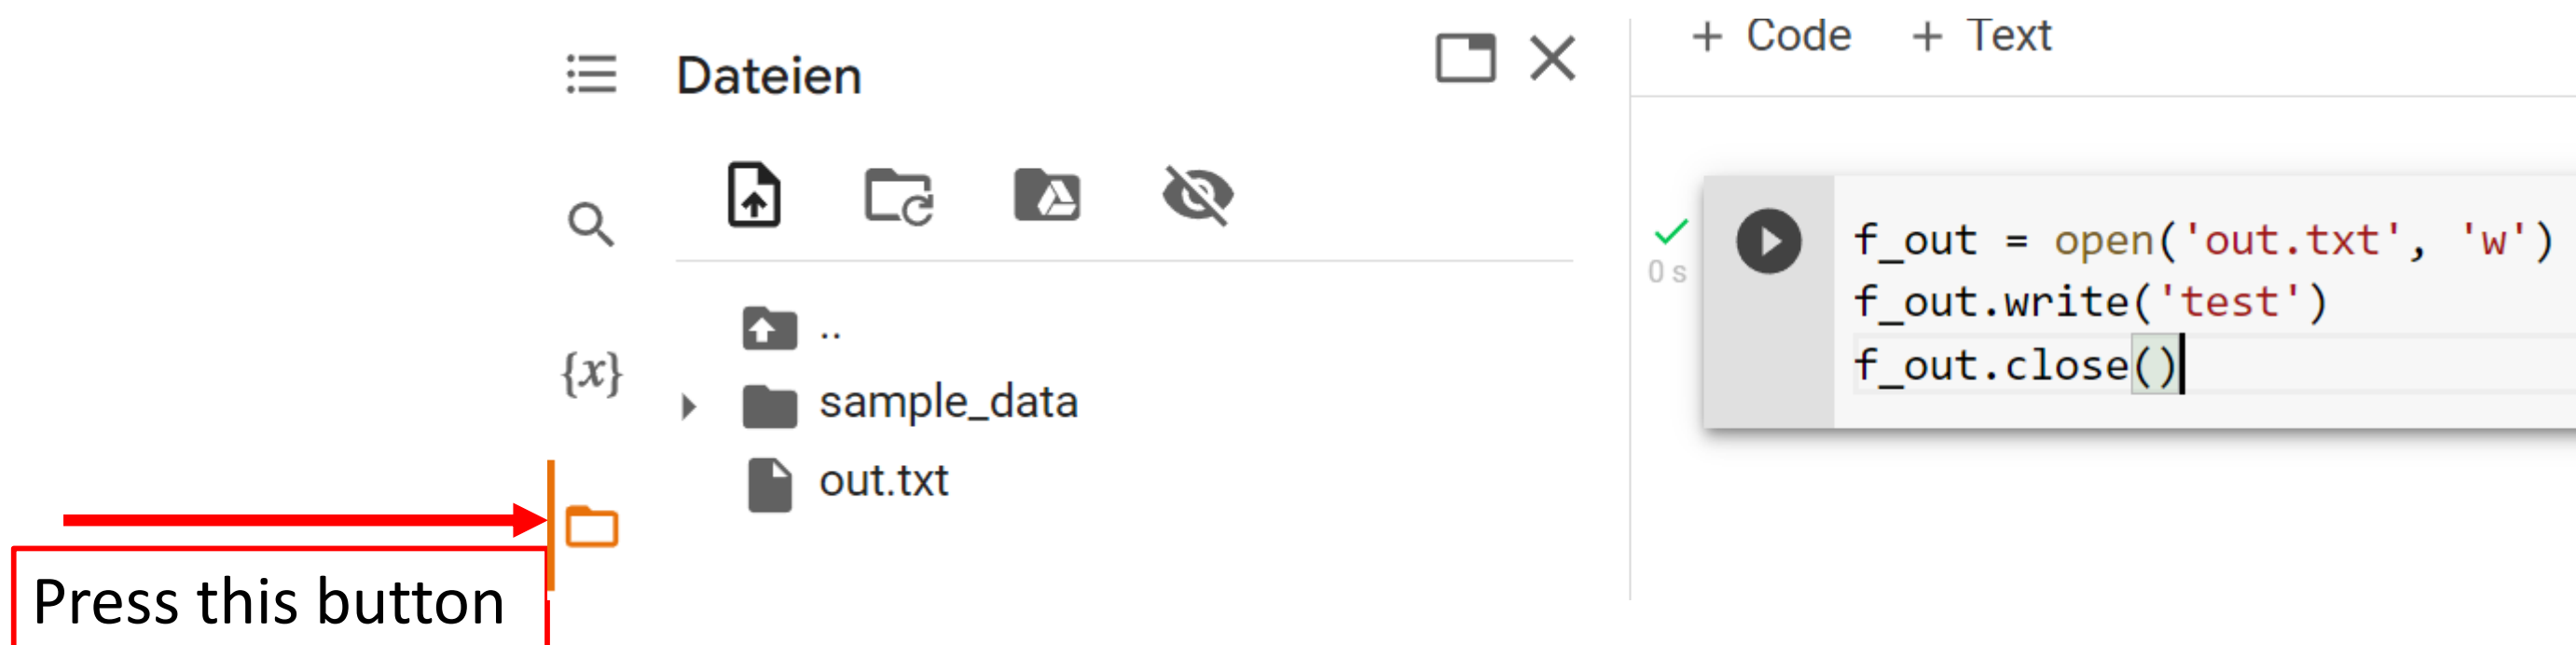 Dateien
{x}
..
sample_data
out.txt
Press this button
+ Code + Text
0 s
f_out = open('out.txt', 'w')
f_out.write('test')
f_out.close()